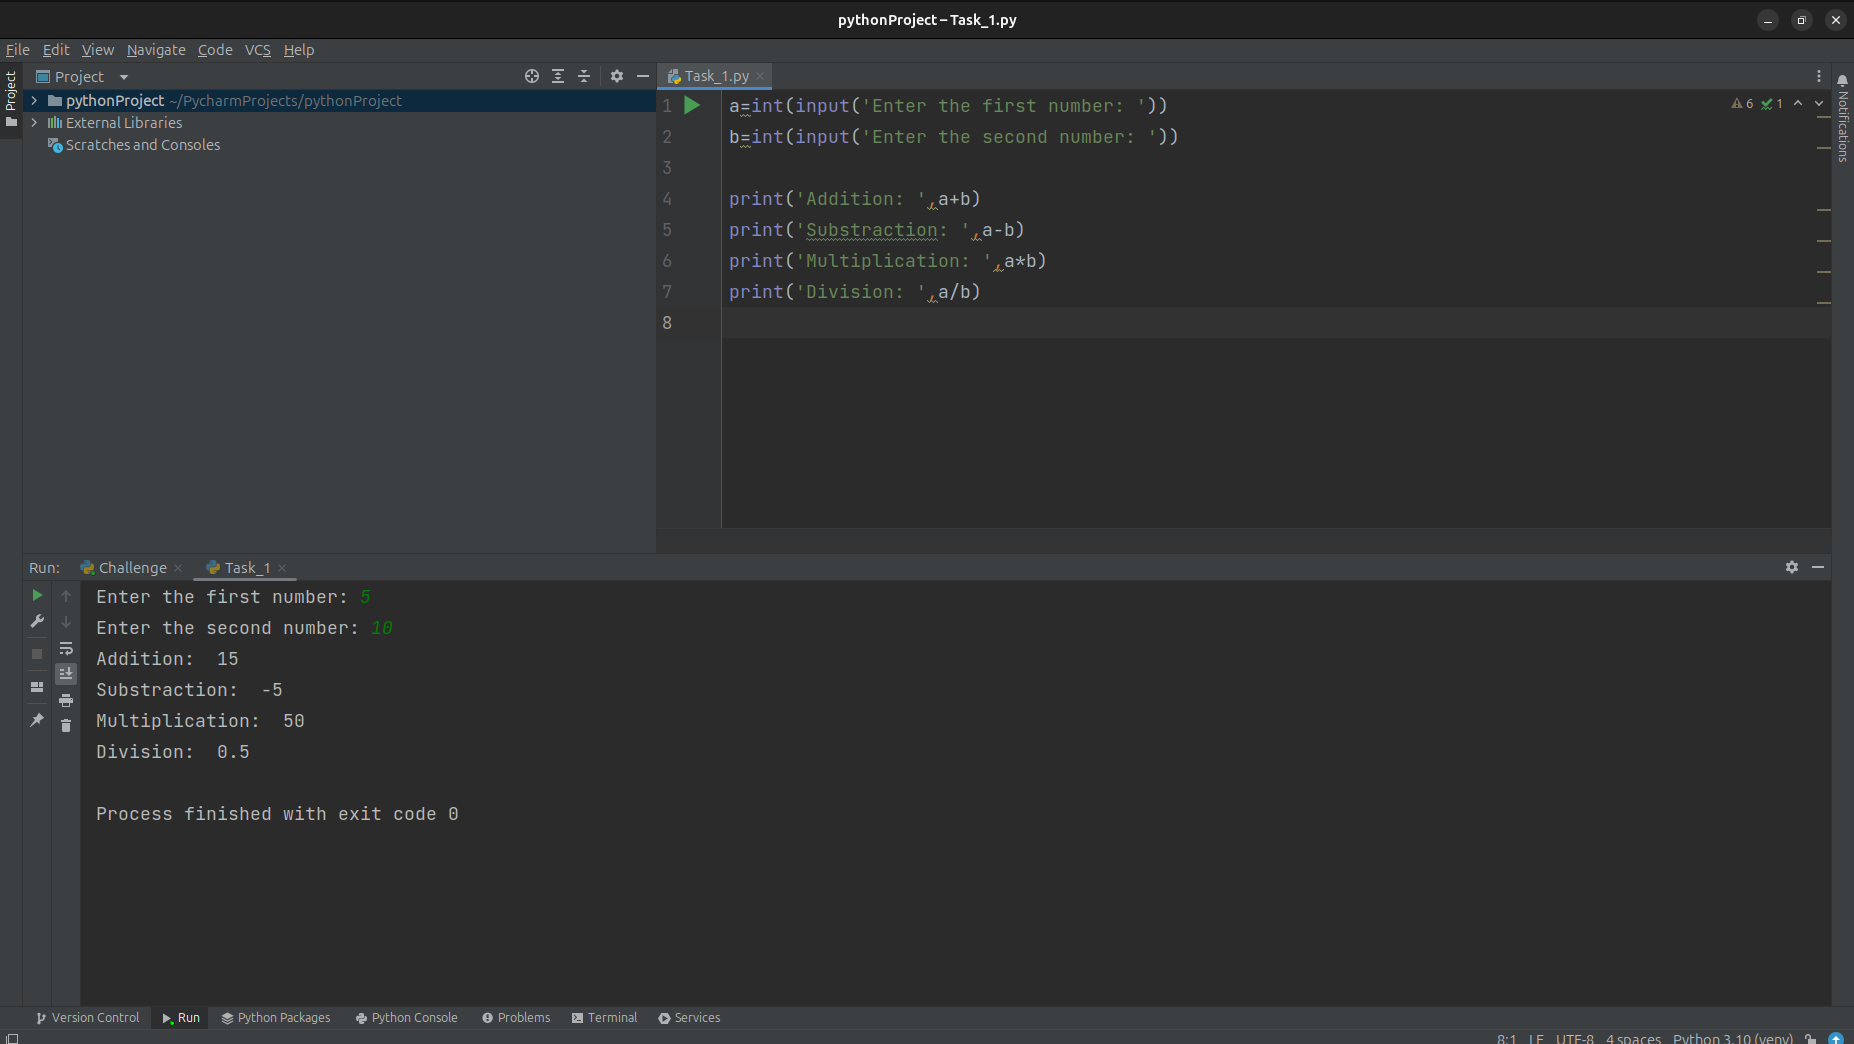 pythonProject – Task_1.py
File Edit View Navigate Code VCS Help
Project
Project
pythonProject ~/PycharmProjects/pythonProject
External Libraries
Scratches and Consoles
Task_1.py
6 1
Notifications
1 a=int(input('Enter the first number: '))
2 b=int(input('Enter the second number: '))
3
4 print('Addition: ',a+b)
5 print('Substraction: ',a-b)
6 print('Multiplication: ',a*b)
7 print('Division: ',a/b)
8
Run: Challenge Task_1
Enter the first number: 5
Enter the second number: 10
Addition:  15
Substraction:  -5
Multiplication:  50
Division:  0.5
Process finished with exit code 0
Version Control Run Python Packages Python Console Problems Terminal Services
8:1 LF UTF-8 4 spaces Python 3.10 (venv)